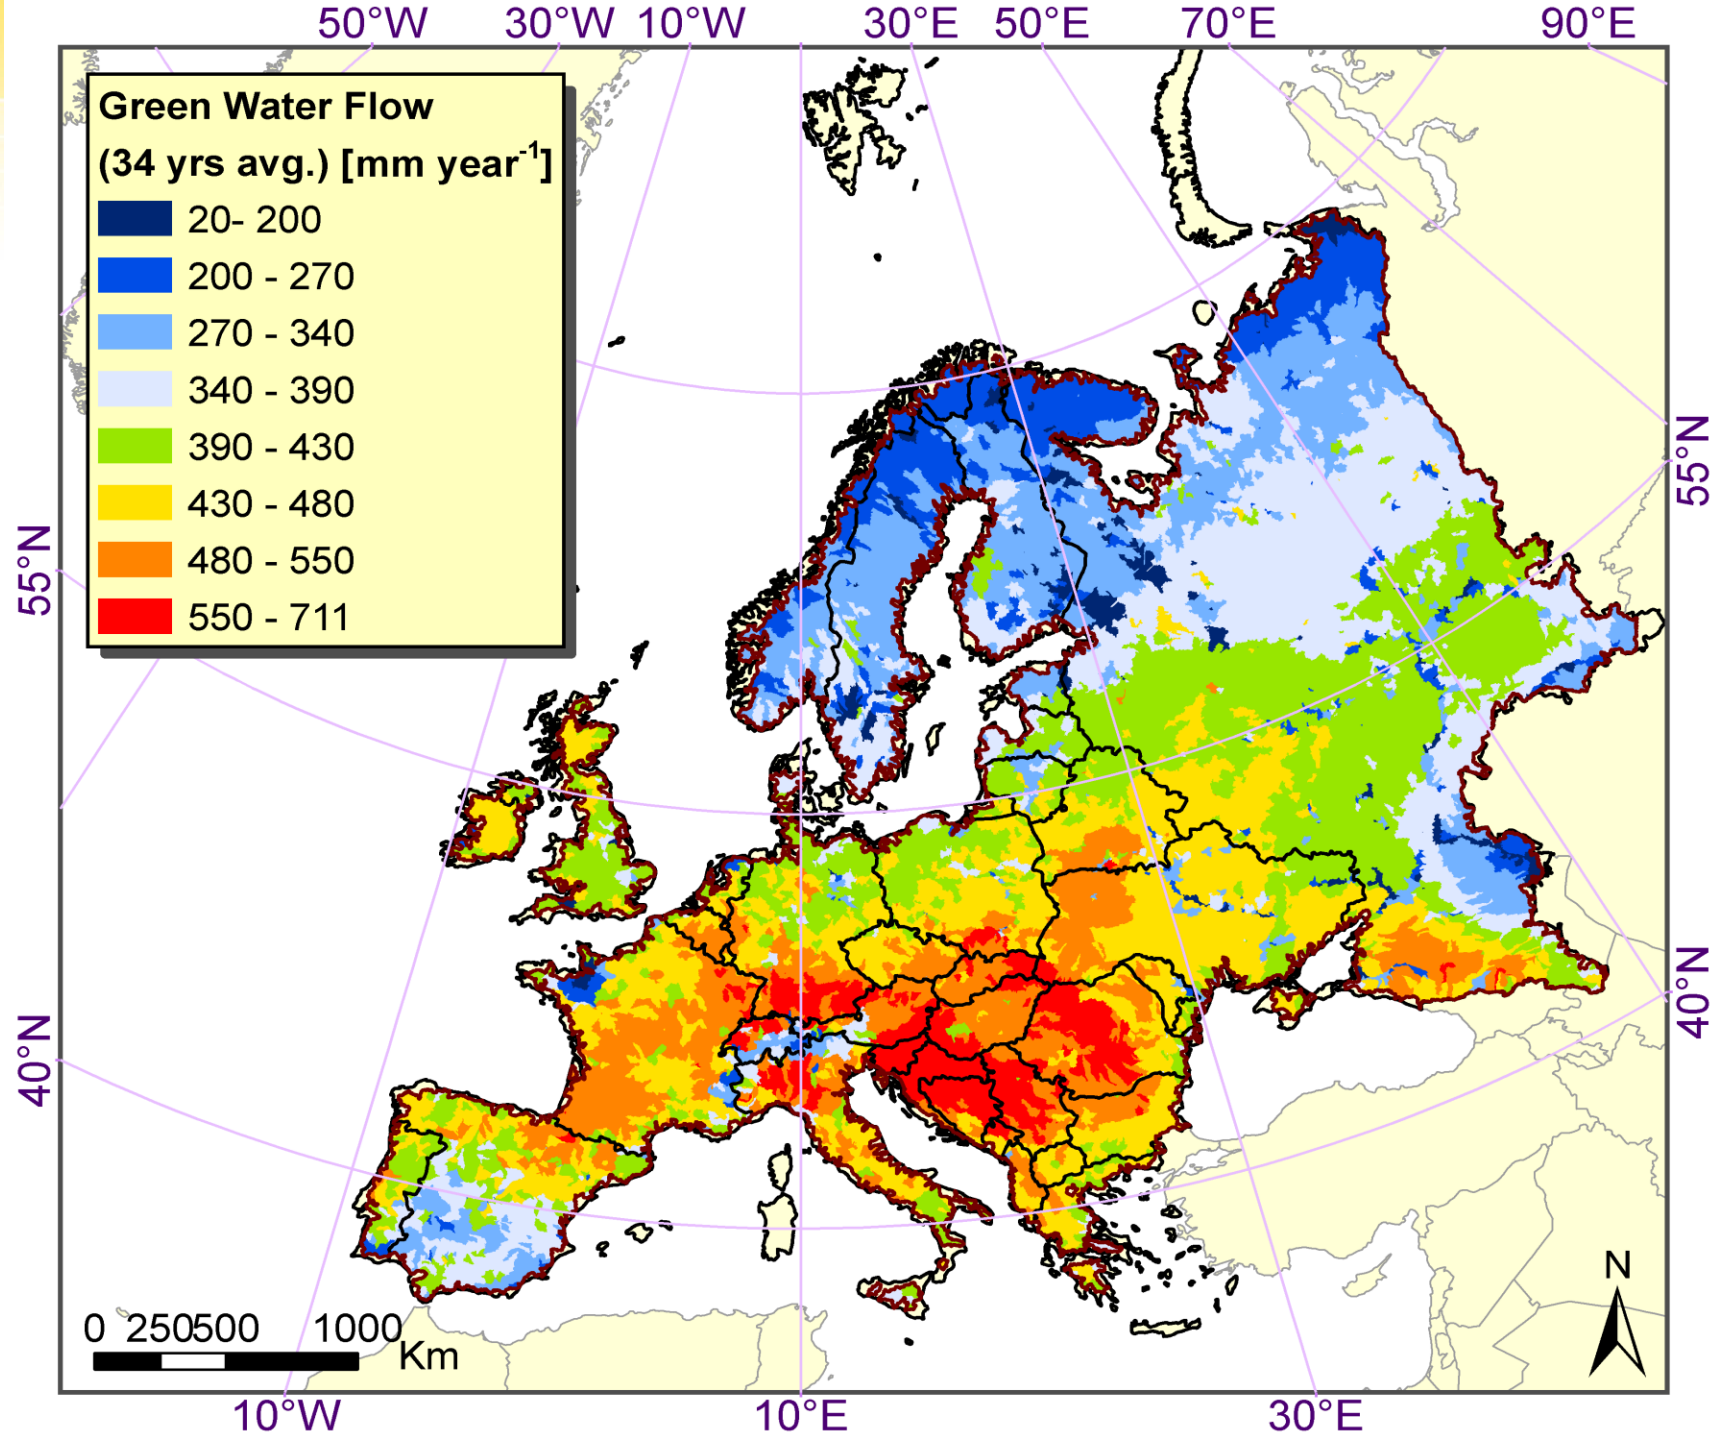 50°W 30°W 10°W 30°E 50°E 70°E 90°E
Green Water Flow
(34 yrs avg.) [mm year-1]
20- 200
200 - 270
270 - 340
340 - 390
390 - 430
430 - 480
480 - 550
550 - 711
55°N
55°N
40°N
40°N
N
0 250500 1000
Km
10°W 10°E 30°E